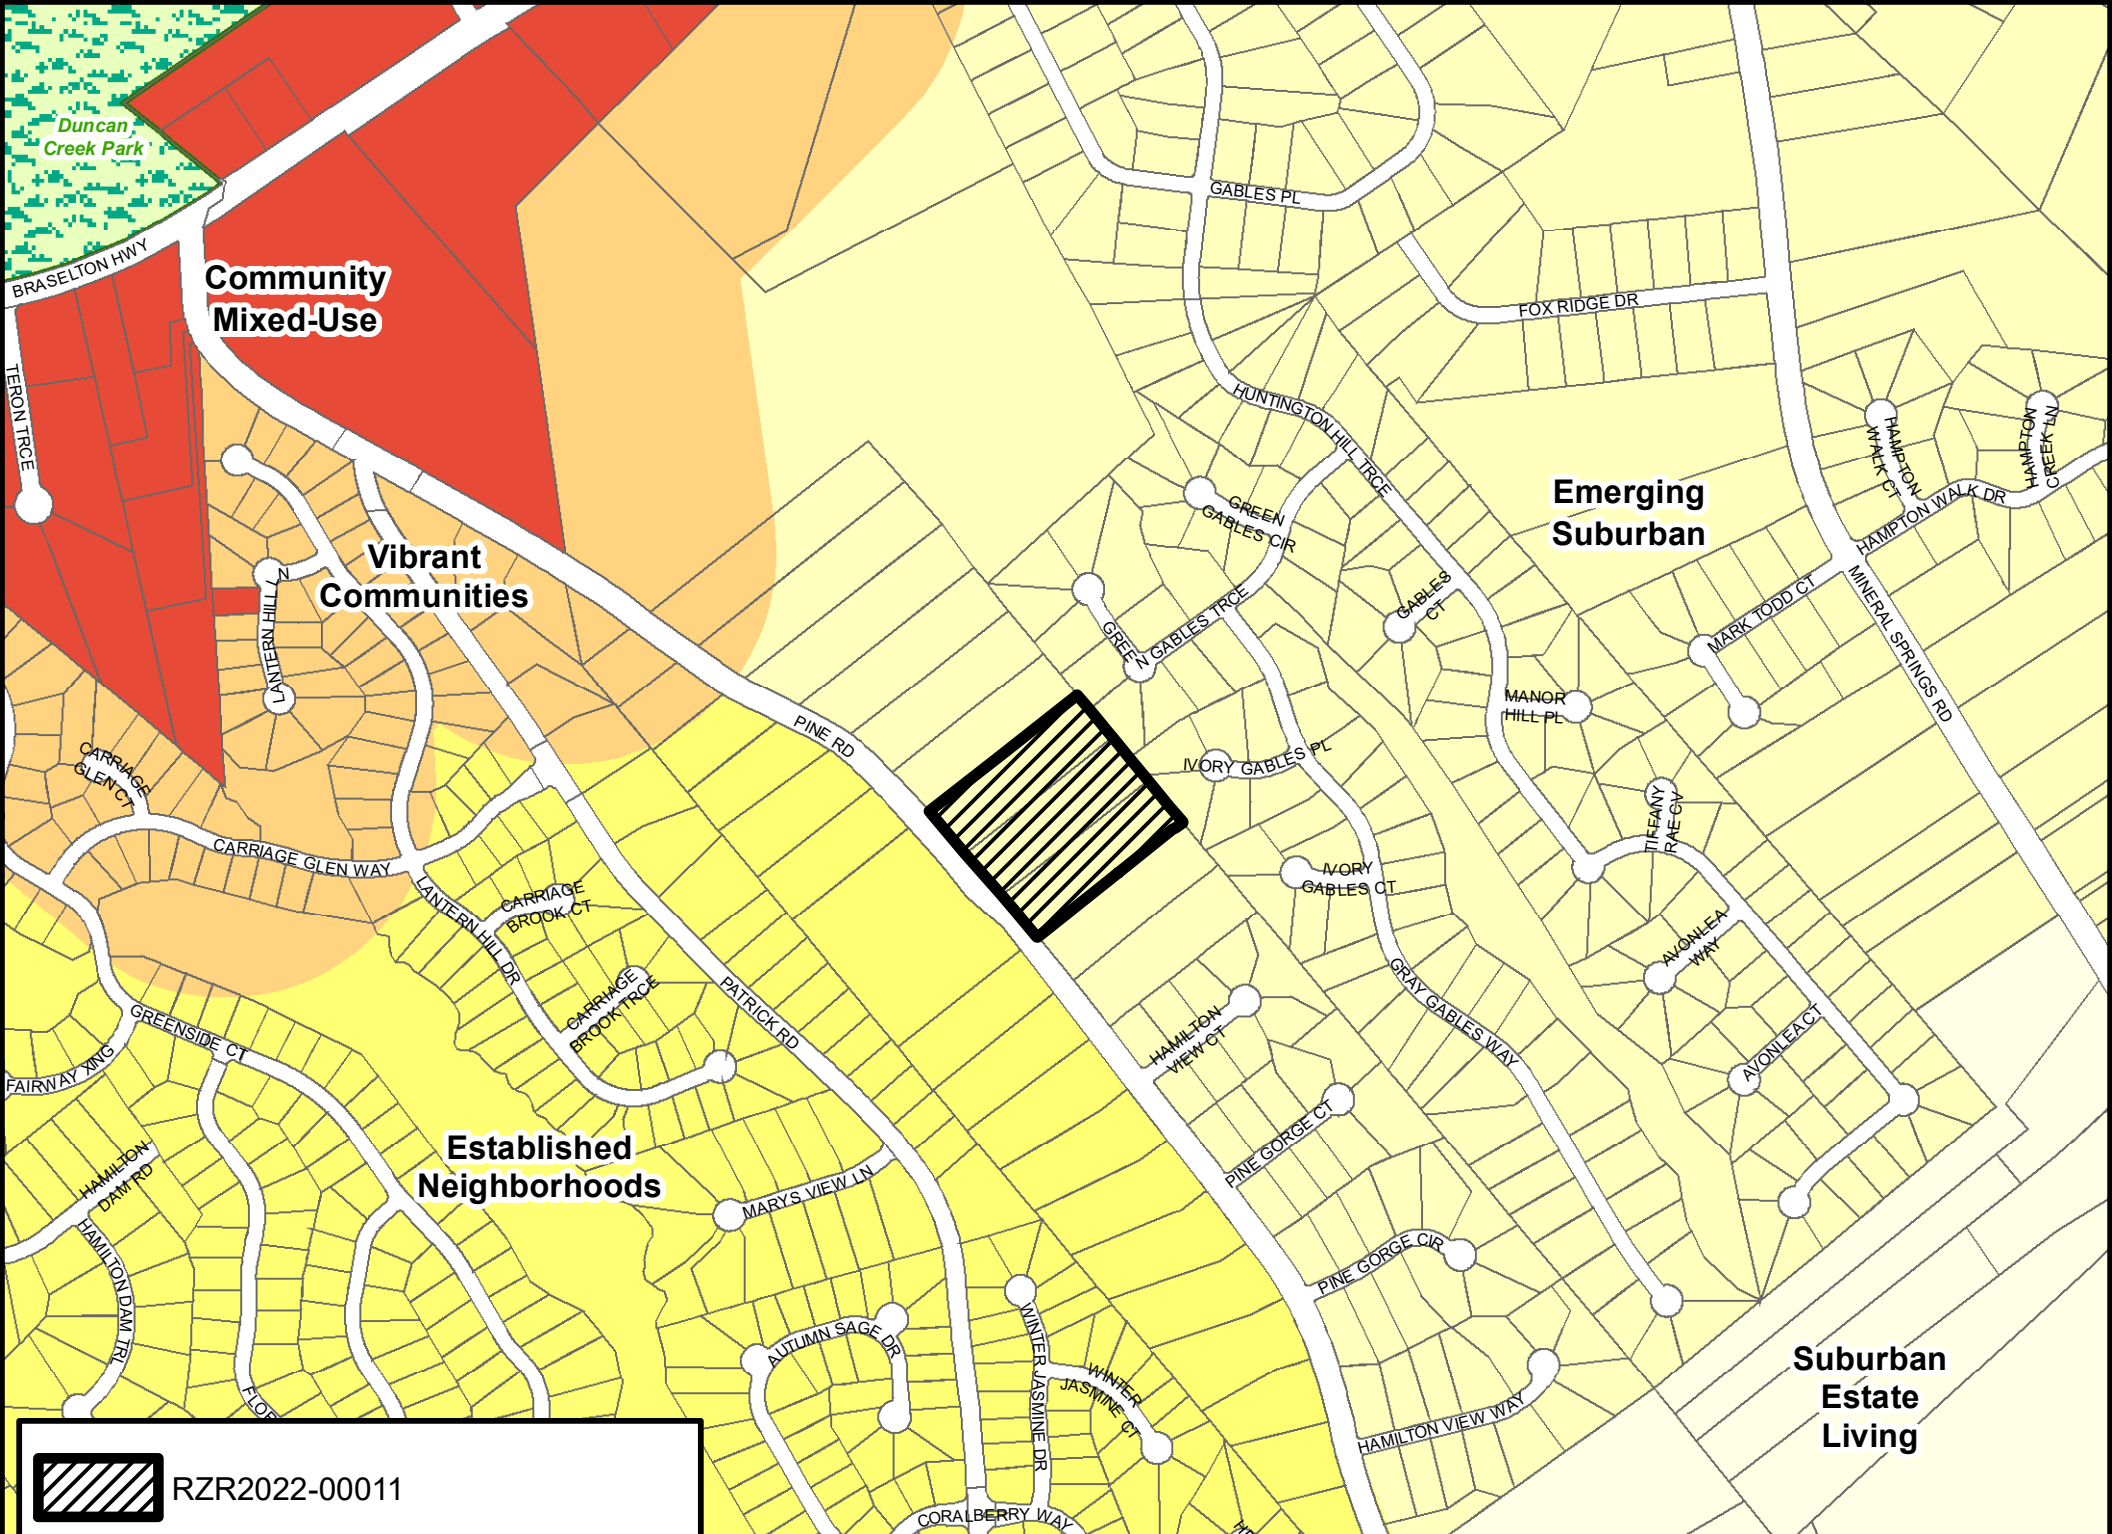 Duncan
Creek Park
BRASELTON HWY
Community
Mixed-Use
TERON TRCE
GABLES PL
FOX RIDGE DR
HUNTINGTON HILL TRCE
HAMPTON
WALK CT
HAMPTON
CREEK LN
HAMPTON WALK DR
Emerging
Suburban
GREEN
GABLES CIR
Vibrant
Communities
LANTERN HILL LN
GREEN GABLES TRCE
GABLES
CT
MARK TODD CT
MINERAL SPRINGS RD
MANOR
HILL PL
PINE RD
IVORY GABLES PL
CARRIAGE
GLEN CT
TIFFANY
RAE CV
CARRIAGE GLEN WAY
IVORY
GABLES CT
CARRIAGE
BROOK CT
LANTERN HILL DR
AVONLEA
WAY
CARRIAGE
BROOK TRCE
PATRICK RD
GRAY GABLES WAY
GREENSIDE CT
HAMILTON
VIEW CT
AVONLEA CT
FAIRWAY XING
PINE GORGE CT
Established
Neighborhoods
HAMILTON
DAM RD
MARYS VIEW LN
HAMILTON DAM TRL
PINE GORGE CIR
AUTUMN SAGE DR
WINTER JASMINE DR
WINTER
JASMINE CT
Suburban
Estate
Living
FLOR
HAMILTON VIEW WAY
RZR2022-00011
CORALBERRY WAY